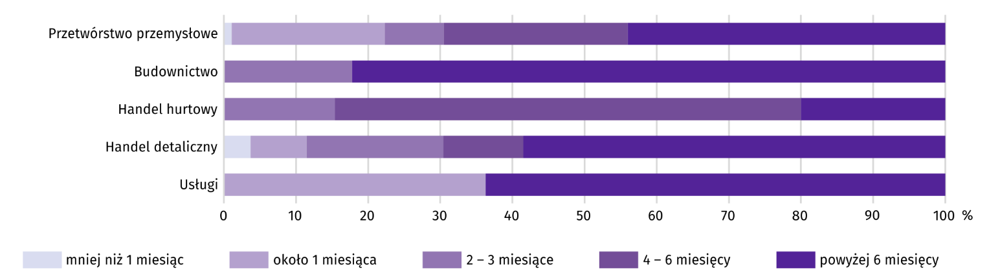 Przetwórstwo przemysłowe
Budownictwo
Handel hurtowy
Handel detaliczny
Usługi
0 10 20 30 40 50 60 70 80 90 100 %
mniej niż 1 miesiąc około 1 miesiąca 2 – 3 miesiące 4 – 6 miesięcy powyżej 6 miesięcy